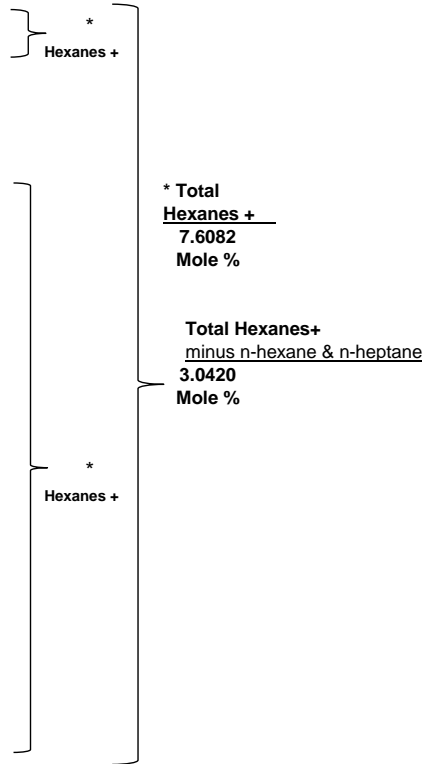 *
Hexanes +
* Total
Hexanes +
7.6082
Mole %
Total Hexanes+
minus n-hexane & n-heptane
3.0420
Mole %
*
Hexanes +